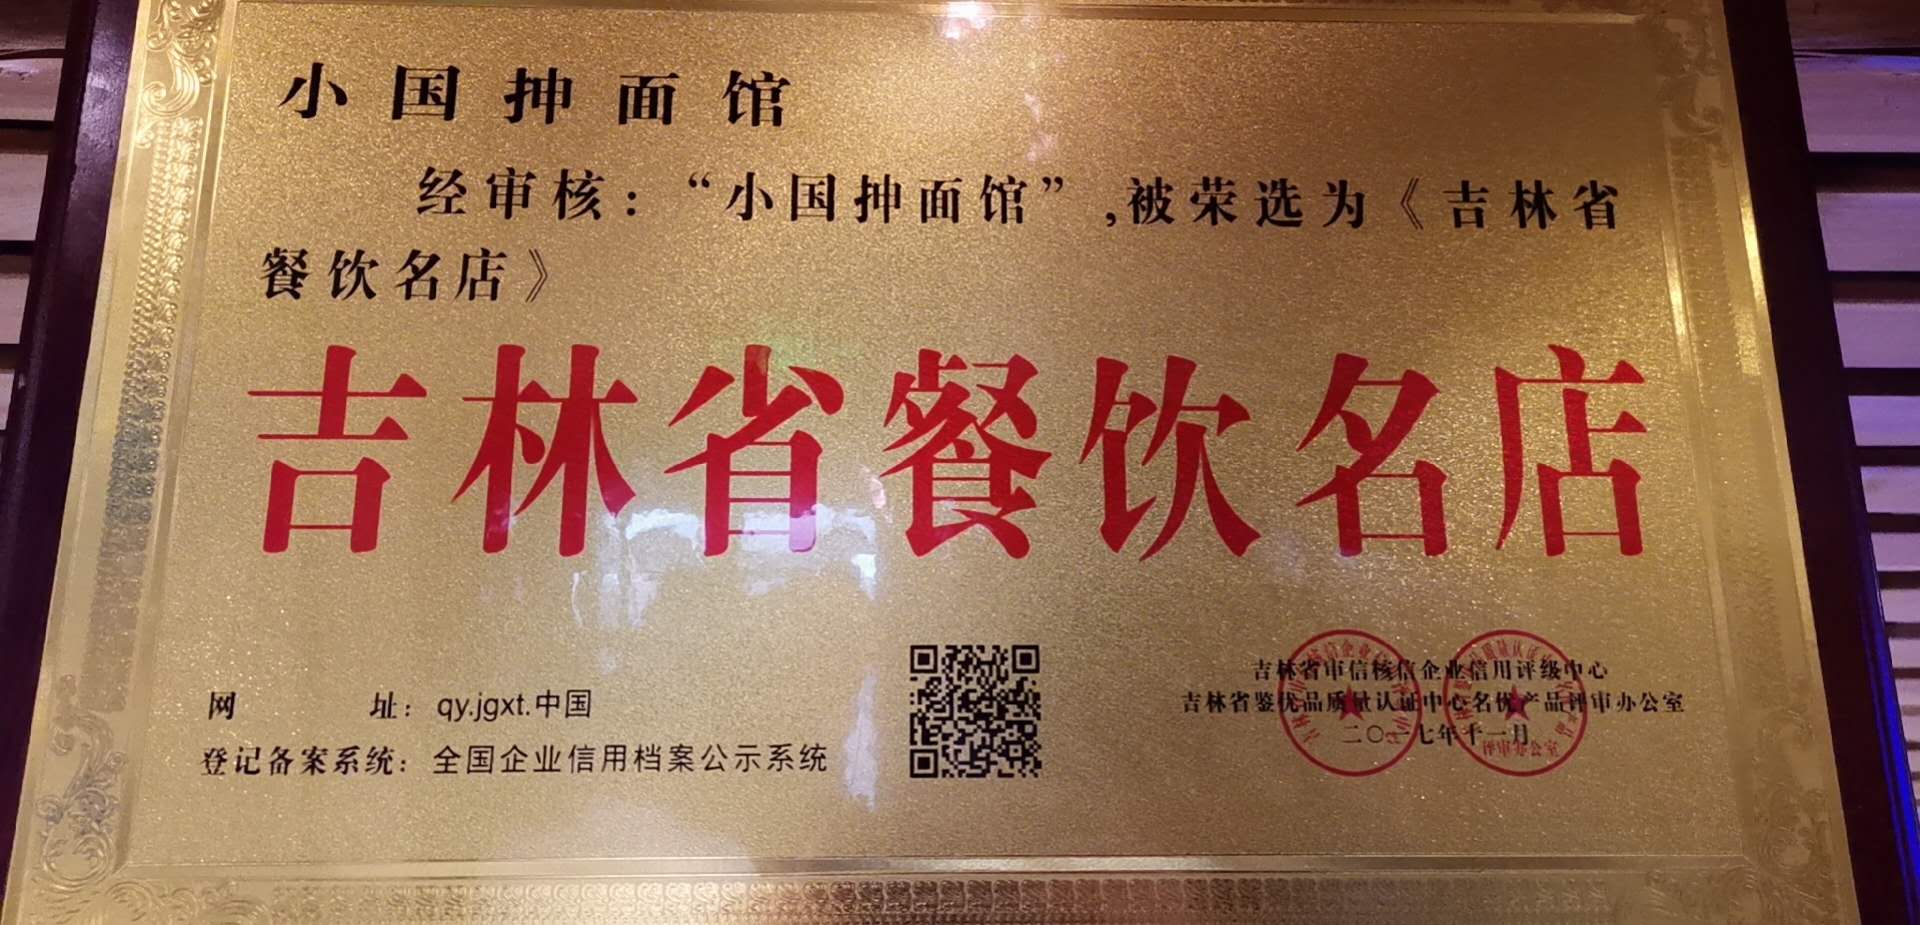 小国抻面馆
经审核：“小国抻面馆”,被荣选为《吉林省
餐饮名店》
吉林省餐饮名店
网 址：qy.jgxt.中国
登记备案系统：全国企业信用档案公示系统
吉林省审信核信企业信用评级中心
吉林省鉴优品质量认证中心名优产品评审办公室
二〇一七年十一月
评审办公室